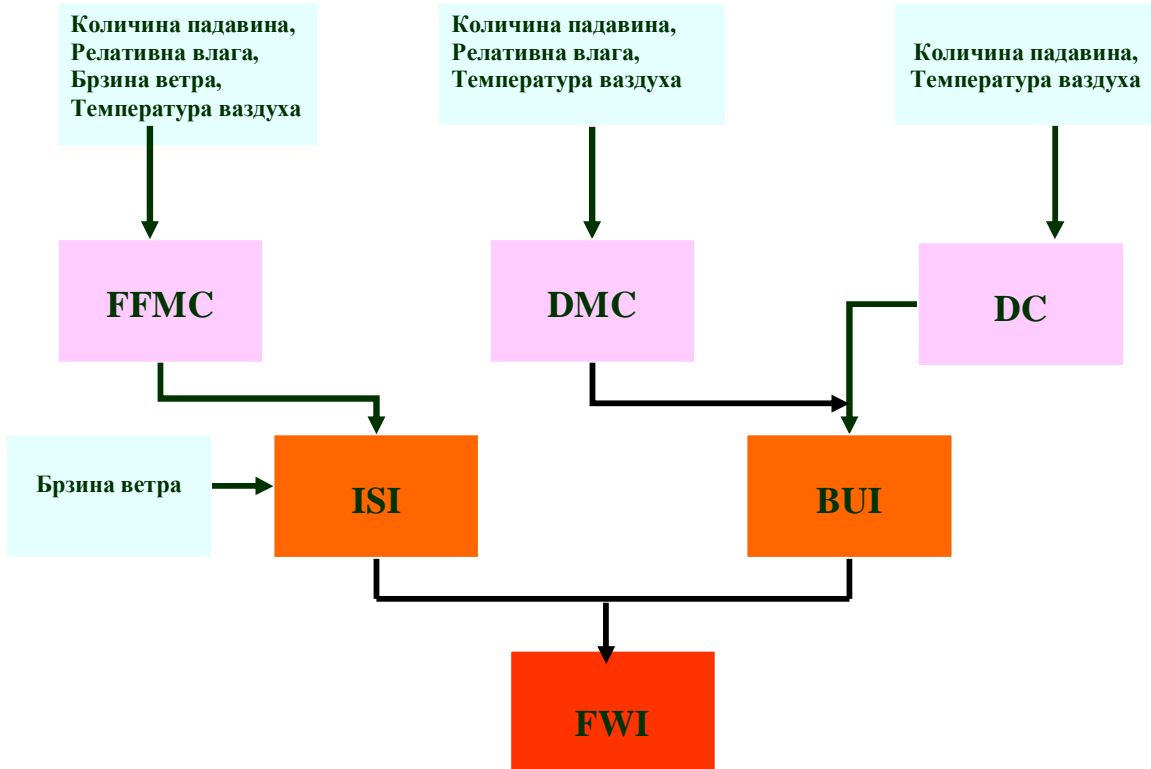 Количина падавина,
Релативна влага,
Брзина ветра,
Температура ваздуха
Количина падавина,
Релативна влага,
Температура ваздуха
Количина падавина,
Температура ваздуха
FFMC
DMC
DC
Брзина ветра
ISI
BUI
FWI